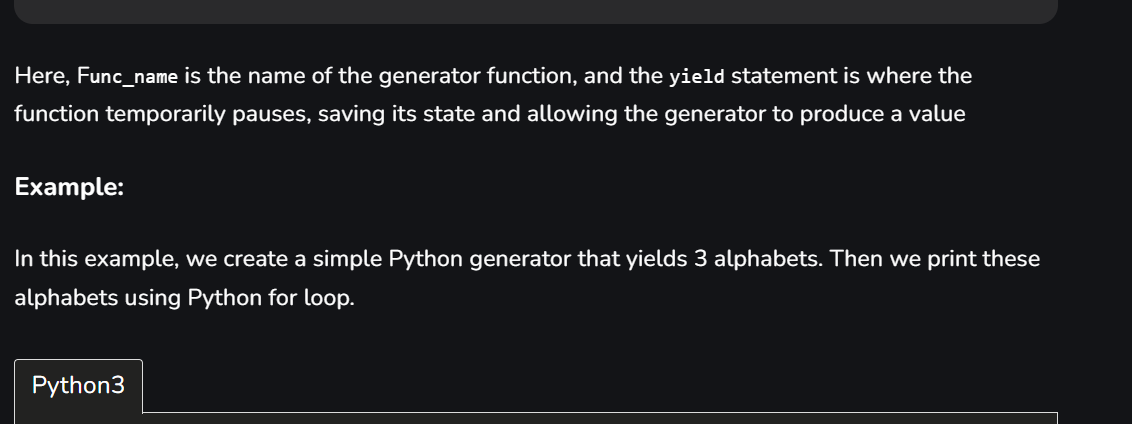 Here, Func_name is the name of the generator function, and the yield statement is where the
function temporarily pauses, saving its state and allowing the generator to produce a value
Example:
In this example, we create a simple Python generator that yields 3 alphabets. Then we print these
alphabets using Python for loop.
Python3